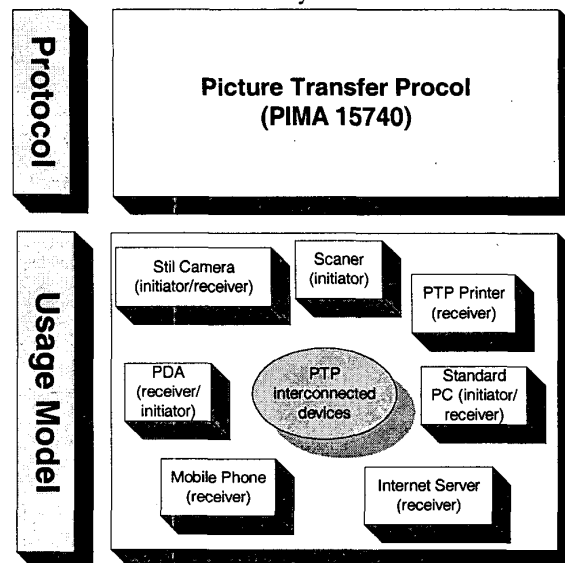 Protocol
Picture Transfer Procol
(PIMA 15740)
Usage Model
Stil Camera
(initiator/receiver)
Scaner
(initiator)
PTP Printer
(receiver)
PDA
(receiver/
initiator)
PTP
interconnected
devices
Standard
PC (initiator/
receiver)
Mobile Phone
(receiver)
Internet Server
(receiver)